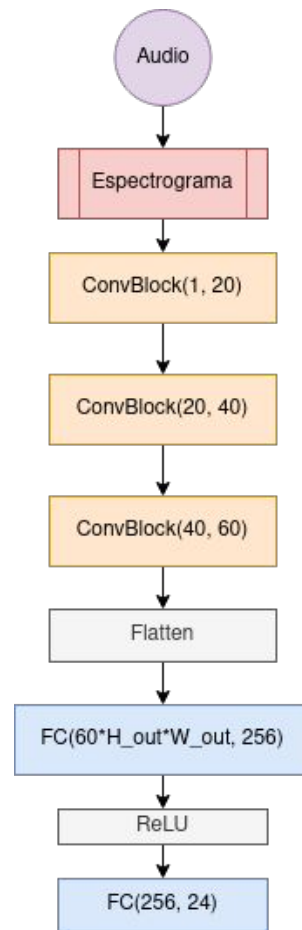 Audio
Espectrograma
ConvBlock(1, 20)
ConvBlock(20, 40)
ConvBlock(40, 60)
Flatten
FC(60*H_out*W_out, 256)
ReLU
FC(256, 24)